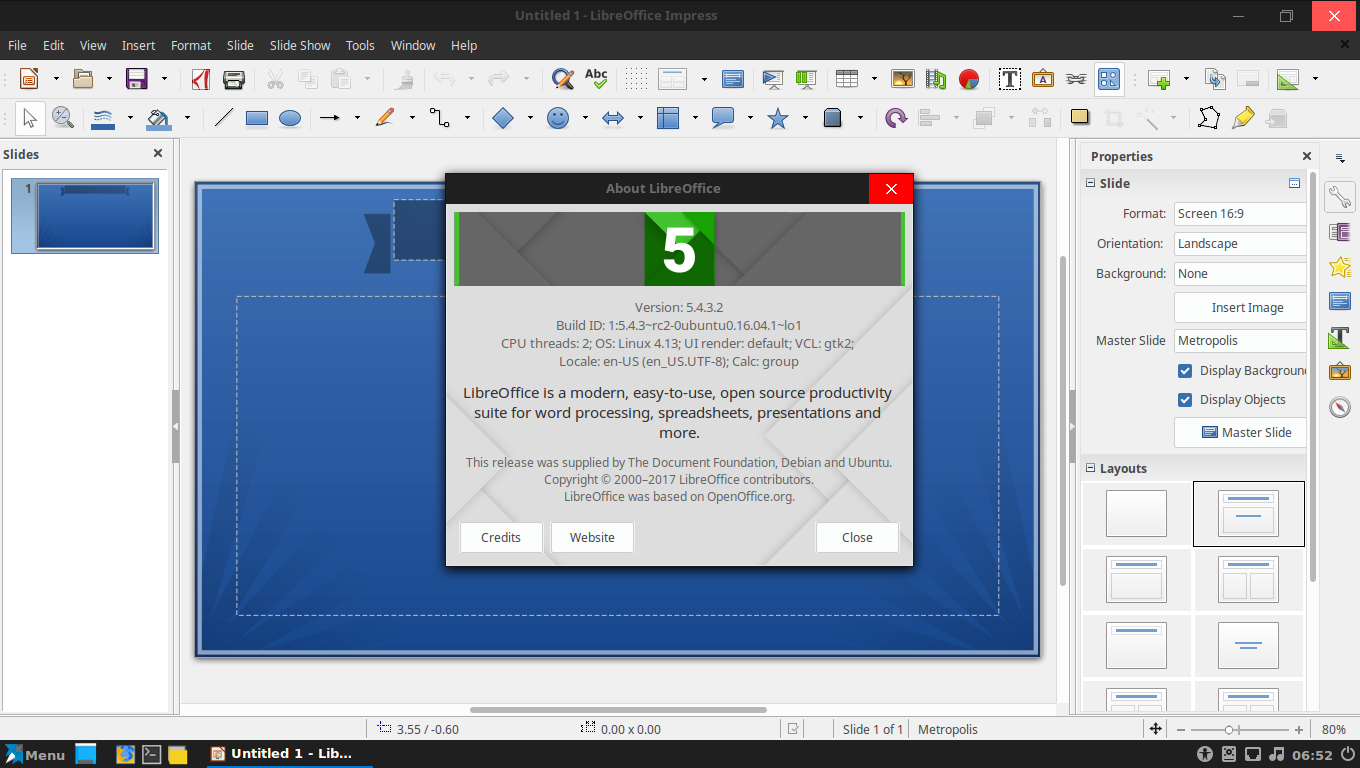 Untitled 1 - LibreOffice Impress
File Edit View Insert Format Slide Slide Show Tools Window Help
Abc
T
A
Slides
1
About LibreOffice
5
Version: 5.4.3.2
Build ID: 1:5.4.3~rc2-0ubuntu0.16.04.1~lo1
CPU threads: 2; OS: Linux 4.13; UI render: default; VCL: gtk2;
Locale: en-US (en_US.UTF-8); Calc: group
LibreOffice is a modern, easy-to-use, open source productivity
suite for word processing, spreadsheets, presentations and
more.
This release was supplied by The Document Foundation, Debian and Ubuntu.
Copyright © 2000–2017 LibreOffice contributors.
LibreOffice was based on OpenOffice.org.
Credits Website Close
Properties
Slide
Format: Screen 16:9
Orientation: Landscape
Background: None
Insert Image
Master Slide Metropolis
Display Backgroun
Display Objects
Master Slide
Layouts
3.55 / -0.60 0.00 x 0.00 Slide 1 of 1 Metropolis 80%
Menu Untitled 1 - Lib... 06:52